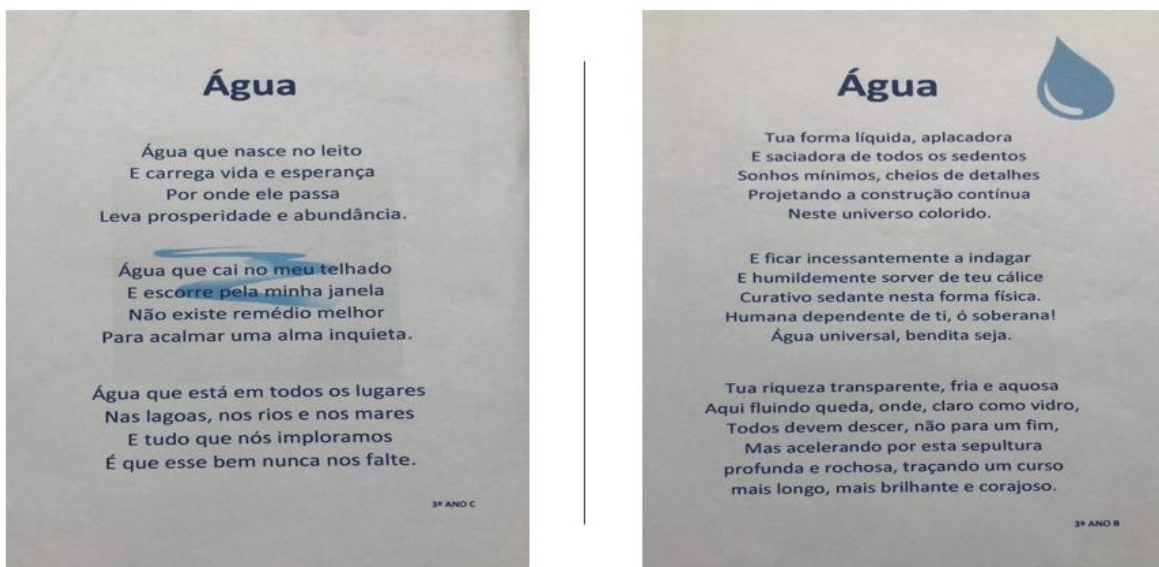 Água
Água que nasce no leito
E carrega vida e esperança
Por onde ele passa
Leva prosperidade e abundância.
Água que cai no meu telhado
E escorre pela minha janela
Não existe remédio melhor
Para acalmar uma alma inquieta.
Água que está em todos os lugares
Nas lagoas, nos rios e nos mares
E tudo que nós imploramos
É que esse bem nunca nos falte.
3º ANO C
Água
Tua forma líquida, aplacadora
E saciadora de todos os sedentos
Sonhos mínimos, cheios de detalhes
Projetando a construção contínua
Neste universo colorido.
E ficar incessantemente a indagar
E humildemente sorver de teu cálice
Curativo sedante nesta forma física.
Humana dependente de ti, ó soberana!
Água universal, bendita seja.
Tua riqueza transparente, fria e aquosa
Aqui fluindo queda, onde, claro como vidro,
Todos devem descer, não para um fim,
Mas acelerando por esta sepultura
profunda e rochosa, traçando um curso
mais longo, mais brilhante e corajoso.
3º ANO B